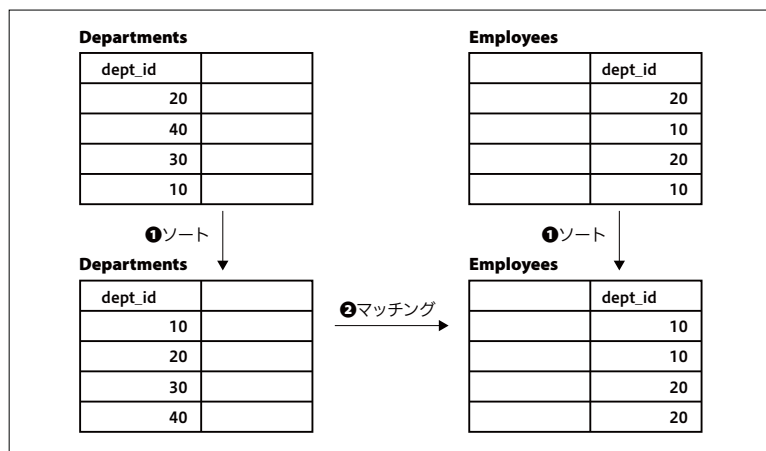 Departments
dept_id
20
40
30
10
Employees
dept_id
20
10
20
10
❶ソート
❶ソート
Departments
dept_id
10
20
30
40
❷マッチング
Employees
dept_id
10
10
20
20